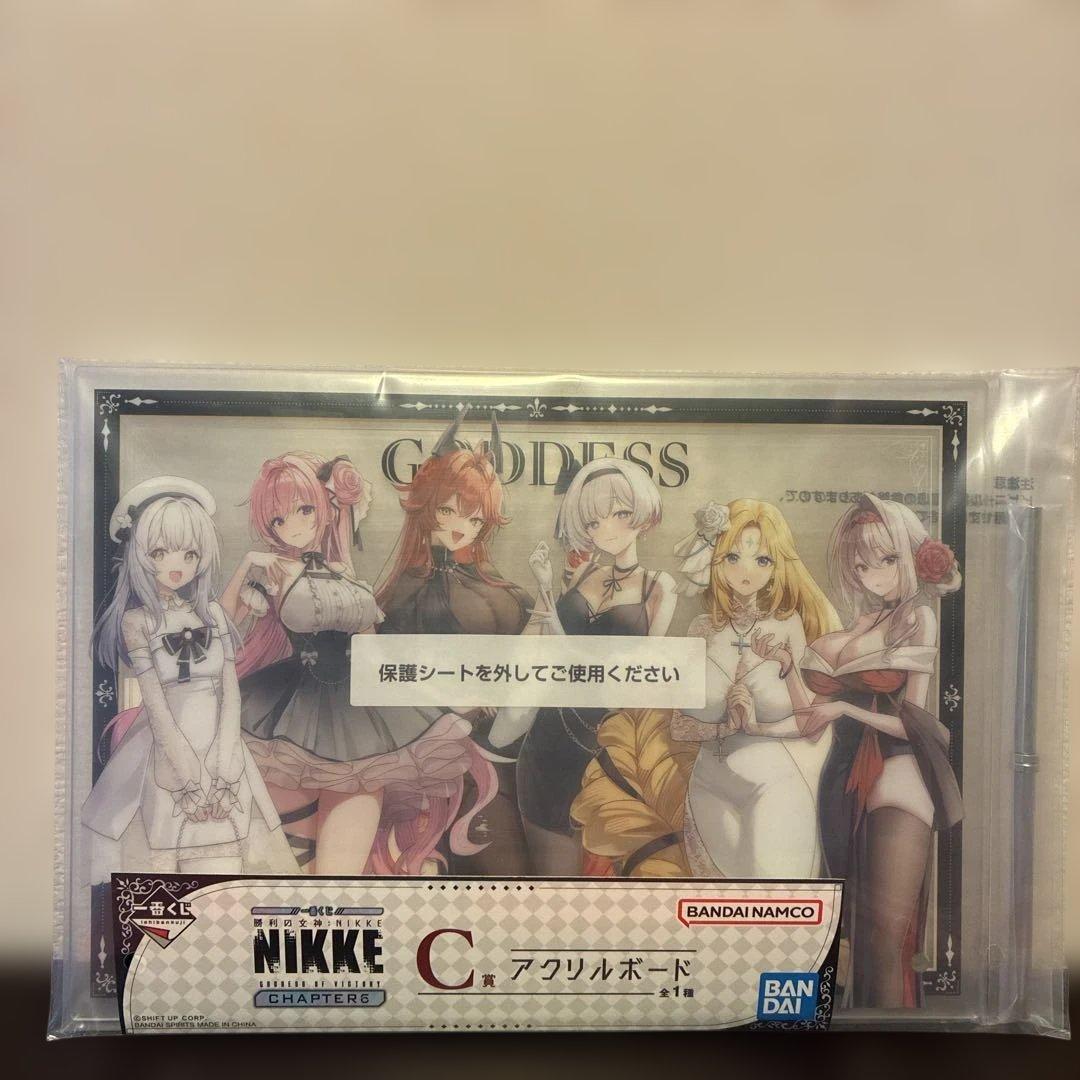 GODDESS
保護シートを外してご使用ください
一番くじ
ichibankuji
一番くじ
勝利の女神:NIKKE
NIKKE
GODDESS OF VICTORY
CHAPTER6
C賞 アクリルボード
全1種
BANDAI NAMCO
BAN
DAI
©SHIFT UP CORP.
BANDAI SPIRITS MADE IN CHINA